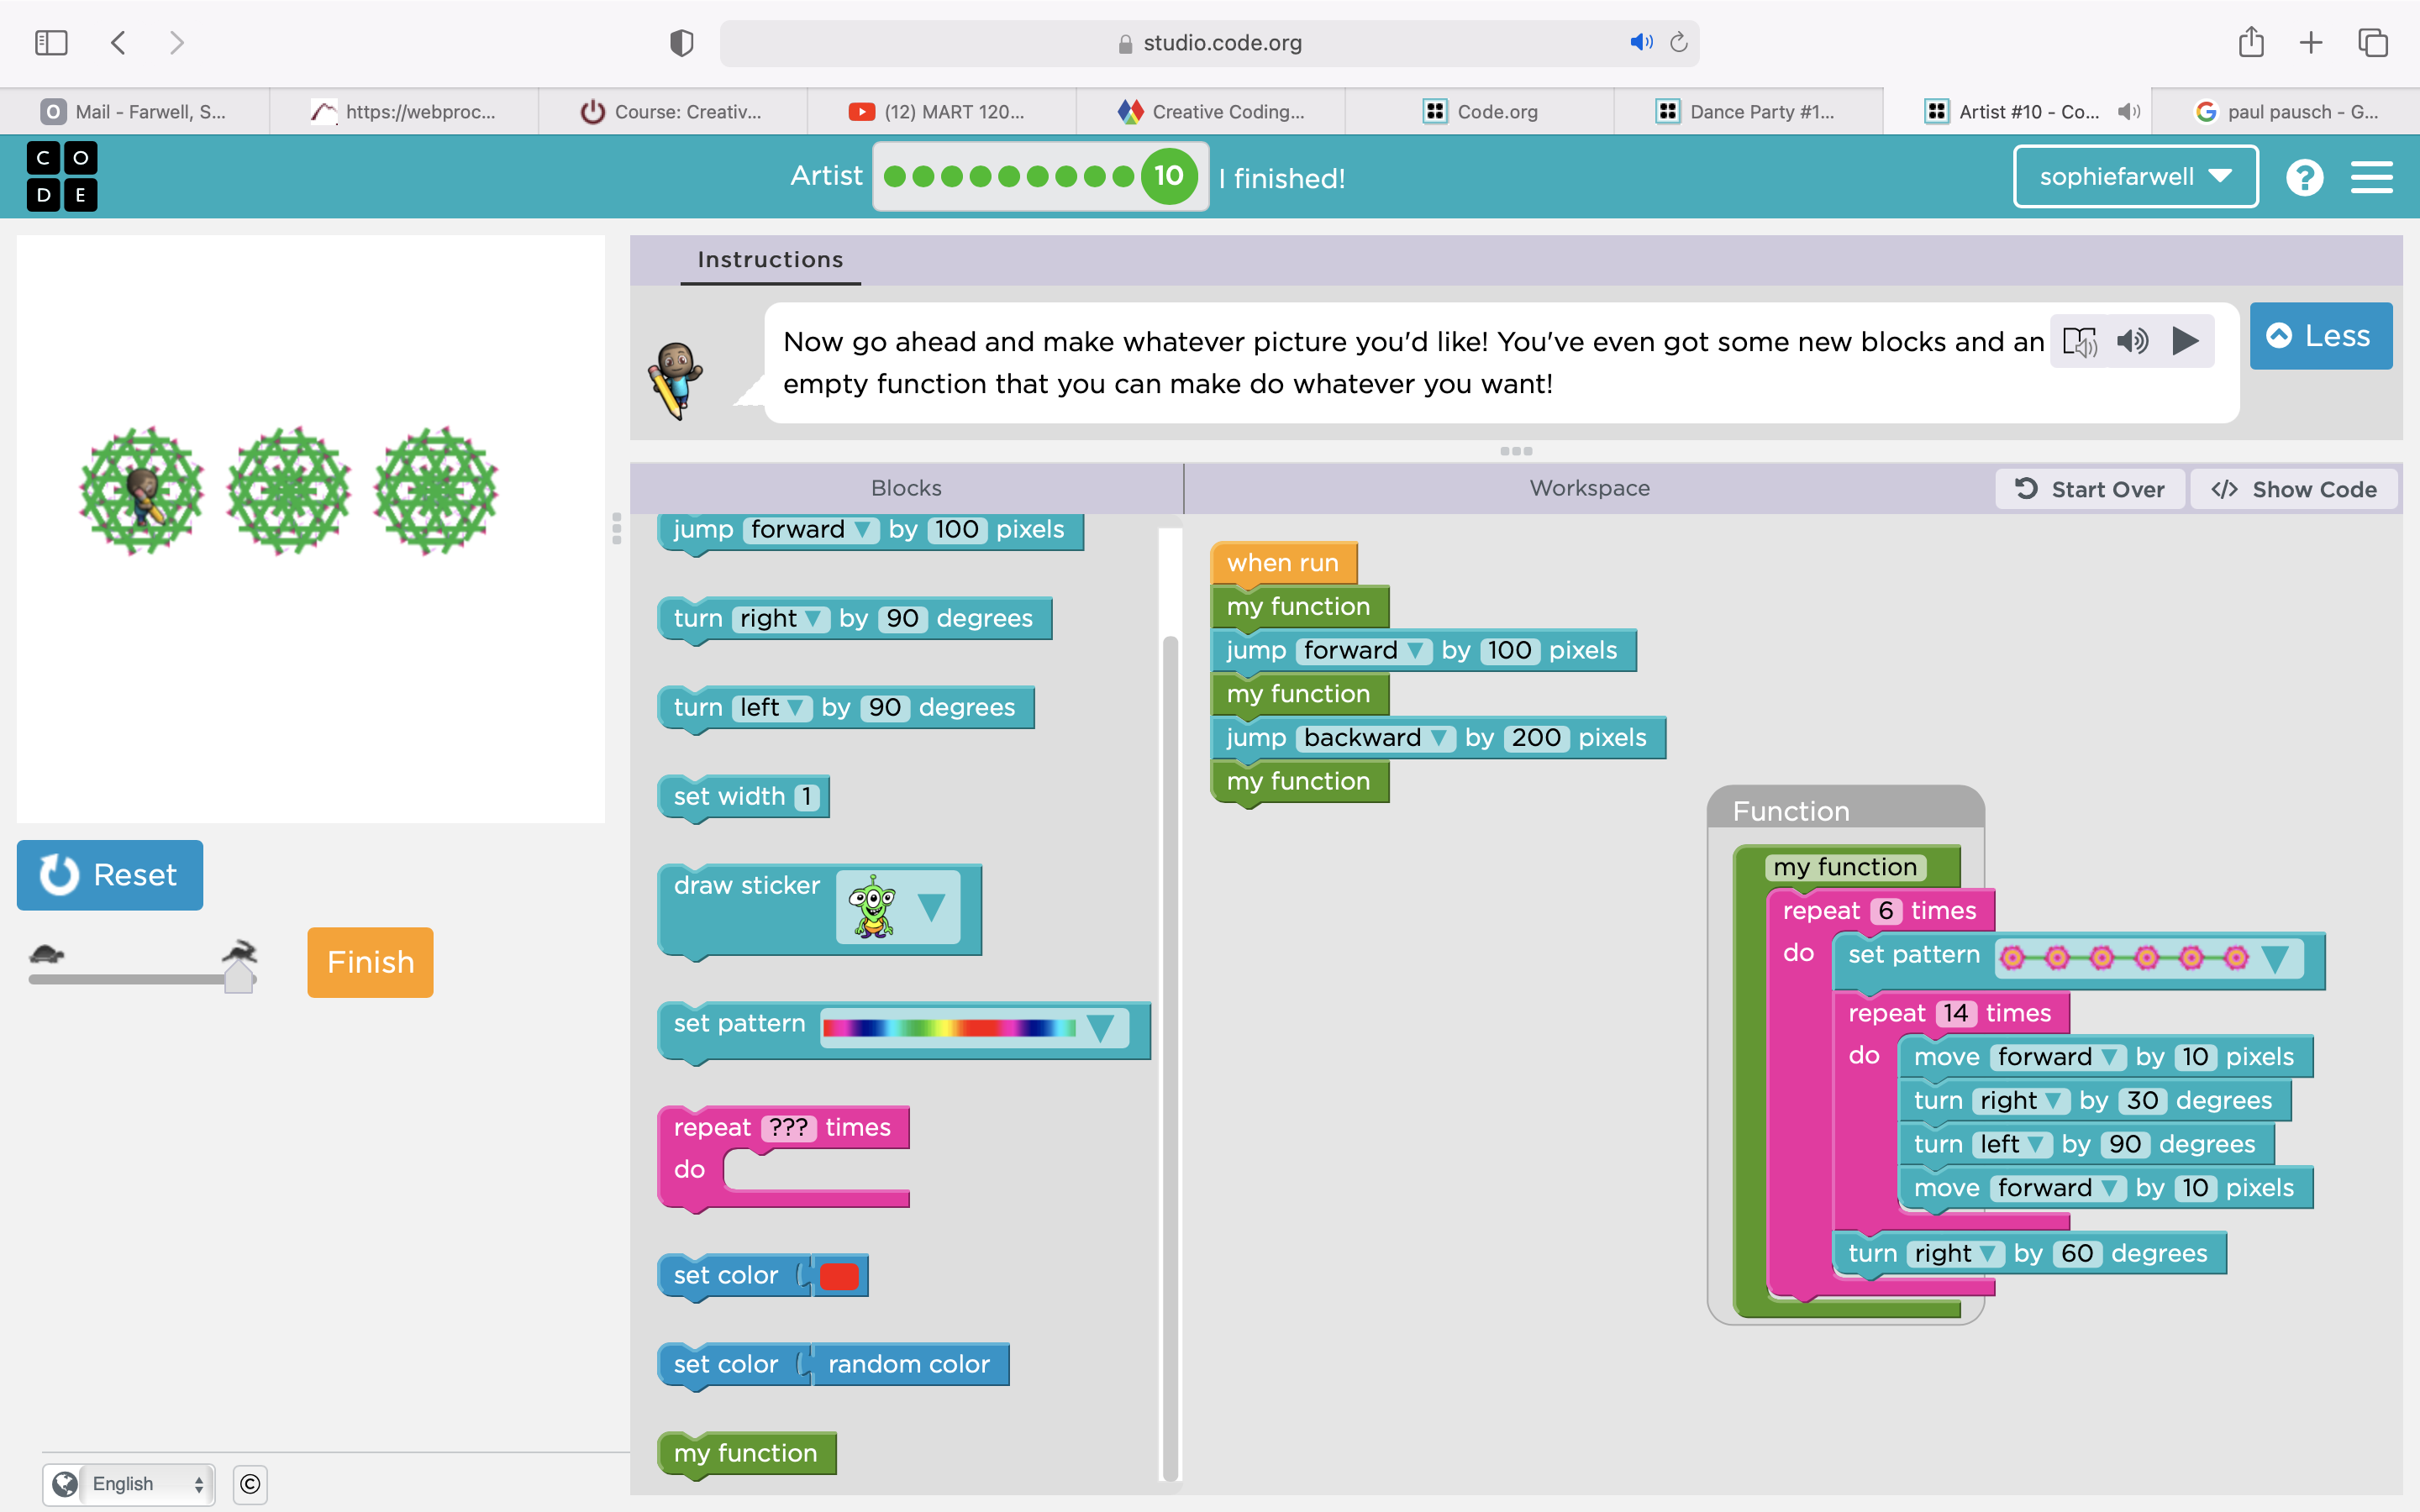 studio.code.org
Mail - Farwell, S...
https://webproc...
Course: Creativ...
(12) MART 120...
Creative Coding...
Code.org
Dance Party #1...
Artist #10 - Co...
paul pausch - G...
C O
D E
Artist
10
I finished!
sophiefarwell
?
Instructions
Now go ahead and make whatever picture you'd like! You've even got some new blocks and an
empty function that you can make do whatever you want!
Less
Blocks
Workspace
Start Over
</> Show Code
jump forward by 100 pixels
turn right by 90 degrees
turn left by 90 degrees
set width 1
draw sticker
set pattern
repeat ??? times
do
set color
set color random color
my function
when run
my function
jump forward by 100 pixels
my function
jump backward by 200 pixels
my function
Function
my function
repeat 6 times
do set pattern
repeat 14 times
do move forward by 10 pixels
turn right by 30 degrees
turn left by 90 degrees
move forward by 10 pixels
turn right by 60 degrees
Reset
Finish
English
©